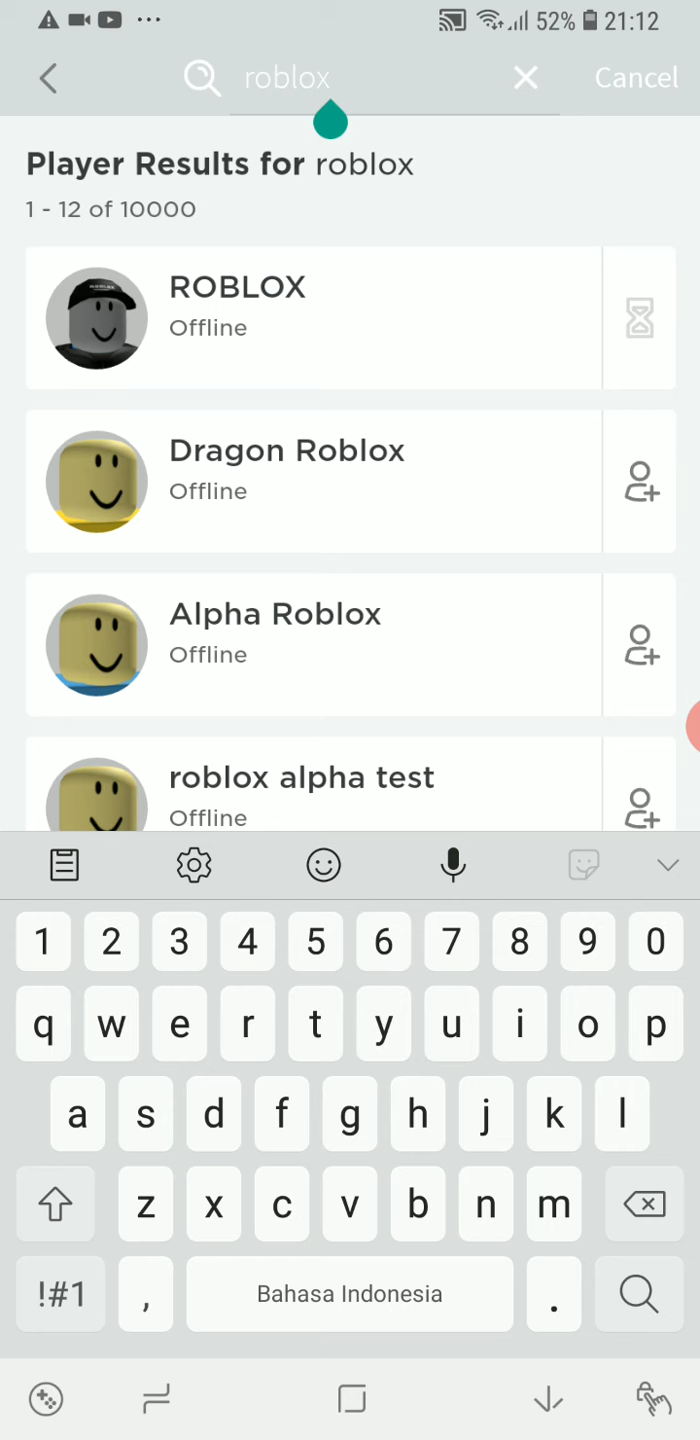 52% 21:12
roblox Cancel
Player Results for roblox
1 - 12 of 10000
ROBLOX
Offline
Dragon Roblox
Offline
Alpha Roblox
Offline
roblox alpha test
Offline
1 2 3 4 5 6 7 8 9 0
q w e r t y u i o p
a s d f g h j k l
z x c v b n m
!#1 , Bahasa Indonesia .